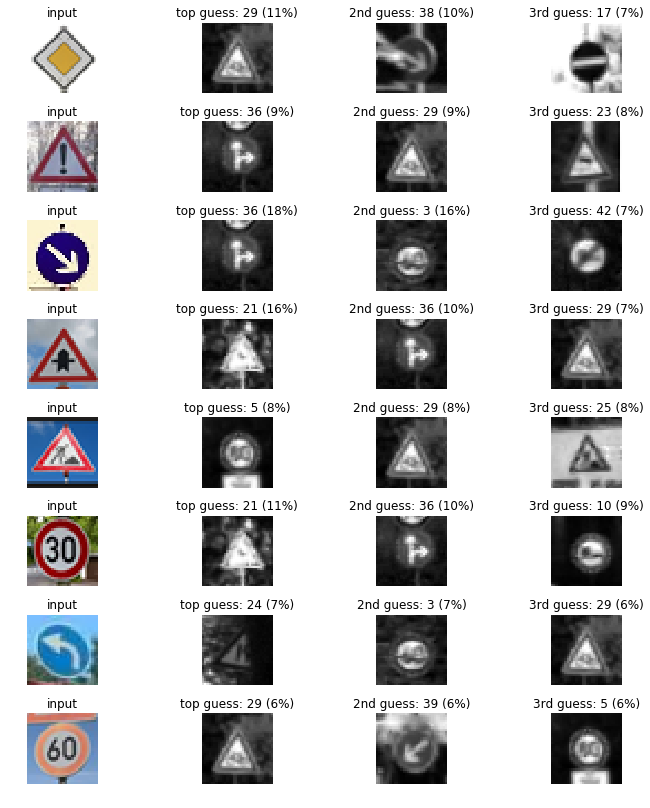 input top guess: 29 (11%) 2nd guess: 38 (10%) 3rd guess: 17 (7%)
input top guess: 36 (9%) 2nd guess: 29 (9%) 3rd guess: 23 (8%)
!
input top guess: 36 (18%) 2nd guess: 3 (16%) 3rd guess: 42 (7%)
input top guess: 21 (16%) 2nd guess: 36 (10%) 3rd guess: 29 (7%)
input top guess: 5 (8%) 2nd guess: 29 (8%) 3rd guess: 25 (8%)
input top guess: 21 (11%) 2nd guess: 36 (10%) 3rd guess: 10 (9%)
30
input top guess: 24 (7%) 2nd guess: 3 (7%) 3rd guess: 29 (6%)
input top guess: 29 (6%) 2nd guess: 39 (6%) 3rd guess: 5 (6%)
60